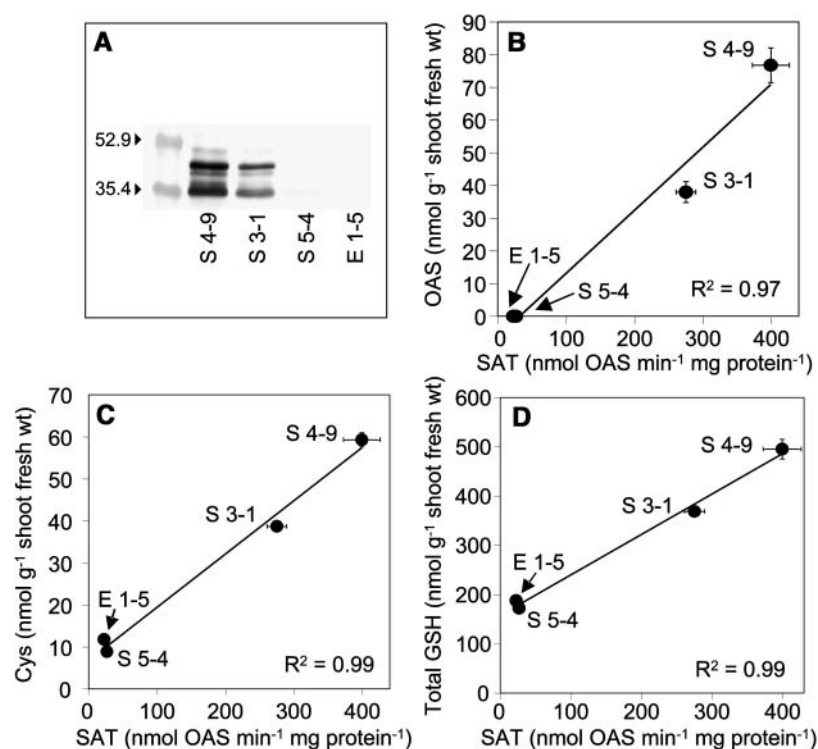 A
52.9
35.4
S 4-9
S 3-1
S 5-4
E 1-5
B
OAS (nmol g⁻¹ shoot fresh wt)
90
80
70
60
50
40
30
20
10
0
S 4-9
S 3-1
E 1-5
S 5-4
R² = 0.97
0 100 200 300 400
SAT (nmol OAS min⁻¹ mg protein⁻¹)
C
Cys (nmol g⁻¹ shoot fresh wt)
70
60
50
40
30
20
10
0
S 4-9
S 3-1
E 1-5
S 5-4
R² = 0.99
0 100 200 300 400
SAT (nmol OAS min⁻¹ mg protein⁻¹)
D
Total GSH (nmol g⁻¹ shoot fresh wt)
600
500
400
300
200
100
0
S 4-9
S 3-1
E 1-5
S 5-4
R² = 0.99
0 100 200 300 400
SAT (nmol OAS min⁻¹ mg protein⁻¹)